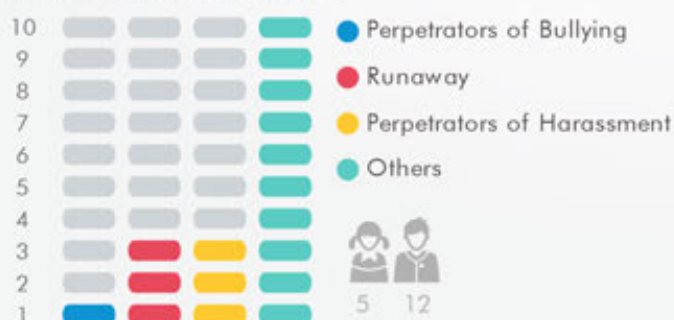 10
9
8
7
6
5
4
3
2
1
Perpetrators of Bullying
Runaway
Perpetrators of Harassment
Others
5 12